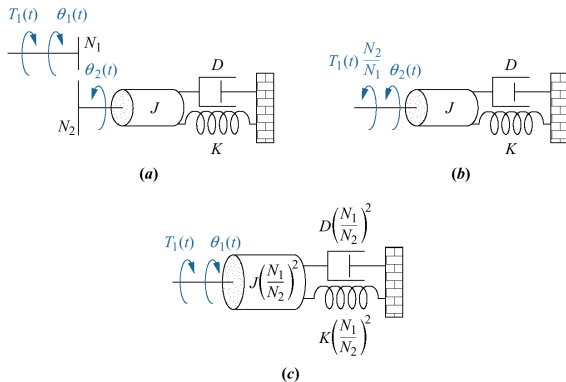 T₁(t) θ₁(t)
N₁
θ₂(t)
N₂
J
D
K
(a)
T₁(t) N₂/N₁ θ₂(t)
J
D
K
(b)
T₁(t) θ₁(t)
J(N₁/N₂)²
D(N₁/N₂)²
K(N₁/N₂)²
(c)